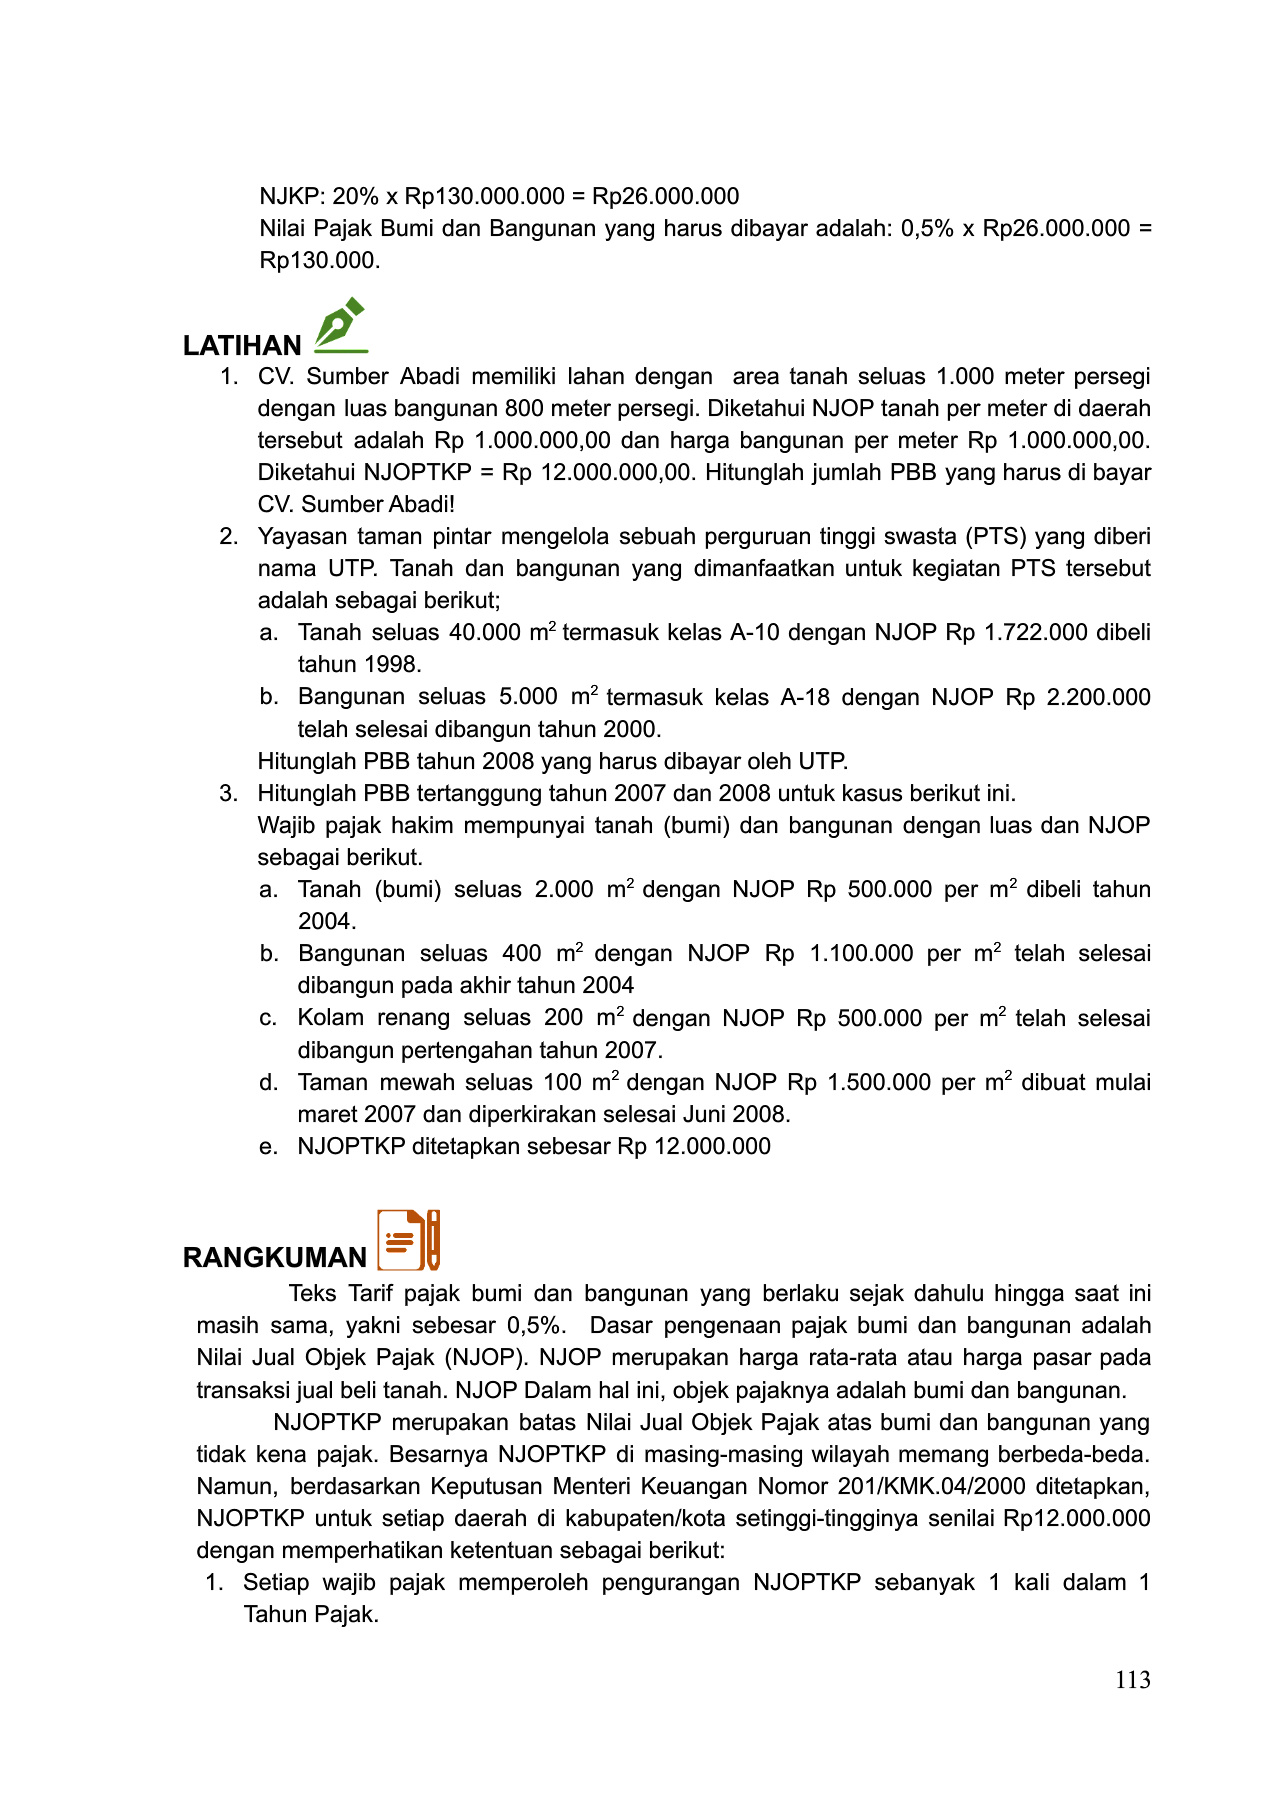 NJKP: 20% x Rp130.000.000 = Rp26.000.000
Nilai Pajak Bumi dan Bangunan yang harus dibayar adalah: 0,5% x Rp26.000.000 =
Rp130.000.
LATIHAN
1. CV. Sumber Abadi memiliki lahan dengan area tanah seluas 1.000 meter persegi
dengan luas bangunan 800 meter persegi. Diketahui NJOP tanah per meter di daerah
tersebut adalah Rp 1.000.000,00 dan harga bangunan per meter Rp 1.000.000,00.
Diketahui NJOPTKP = Rp 12.000.000,00. Hitunglah jumlah PBB yang harus di bayar
CV. Sumber Abadi!
2. Yayasan taman pintar mengelola sebuah perguruan tinggi swasta (PTS) yang diberi
nama UTP. Tanah dan bangunan yang dimanfaatkan untuk kegiatan PTS tersebut
adalah sebagai berikut;
a. Tanah seluas 40.000 m² termasuk kelas A-10 dengan NJOP Rp 1.722.000 dibeli
tahun 1998.
b. Bangunan seluas 5.000 m² termasuk kelas A-18 dengan NJOP Rp 2.200.000
telah selesai dibangun tahun 2000.
Hitunglah PBB tahun 2008 yang harus dibayar oleh UTP.
3. Hitunglah PBB tertanggung tahun 2007 dan 2008 untuk kasus berikut ini.
Wajib pajak hakim mempunyai tanah (bumi) dan bangunan dengan luas dan NJOP
sebagai berikut.
a. Tanah (bumi) seluas 2.000 m² dengan NJOP Rp 500.000 per m² dibeli tahun
2004.
b. Bangunan seluas 400 m² dengan NJOP Rp 1.100.000 per m² telah selesai
dibangun pada akhir tahun 2004
c. Kolam renang seluas 200 m² dengan NJOP Rp 500.000 per m² telah selesai
dibangun pertengahan tahun 2007.
d. Taman mewah seluas 100 m² dengan NJOP Rp 1.500.000 per m² dibuat mulai
maret 2007 dan diperkirakan selesai Juni 2008.
e. NJOPTKP ditetapkan sebesar Rp 12.000.000
RANGKUMAN
Teks Tarif pajak bumi dan bangunan yang berlaku sejak dahulu hingga saat ini
masih sama, yakni sebesar 0,5%. Dasar pengenaan pajak bumi dan bangunan adalah
Nilai Jual Objek Pajak (NJOP). NJOP merupakan harga rata-rata atau harga pasar pada
transaksi jual beli tanah. NJOP Dalam hal ini, objek pajaknya adalah bumi dan bangunan.
NJOPTKP merupakan batas Nilai Jual Objek Pajak atas bumi dan bangunan yang
tidak kena pajak. Besarnya NJOPTKP di masing-masing wilayah memang berbeda-beda.
Namun, berdasarkan Keputusan Menteri Keuangan Nomor 201/KMK.04/2000 ditetapkan,
NJOPTKP untuk setiap daerah di kabupaten/kota setinggi-tingginya senilai Rp12.000.000
dengan memperhatikan ketentuan sebagai berikut:
1. Setiap wajib pajak memperoleh pengurangan NJOPTKP sebanyak 1 kali dalam 1
Tahun Pajak.
113